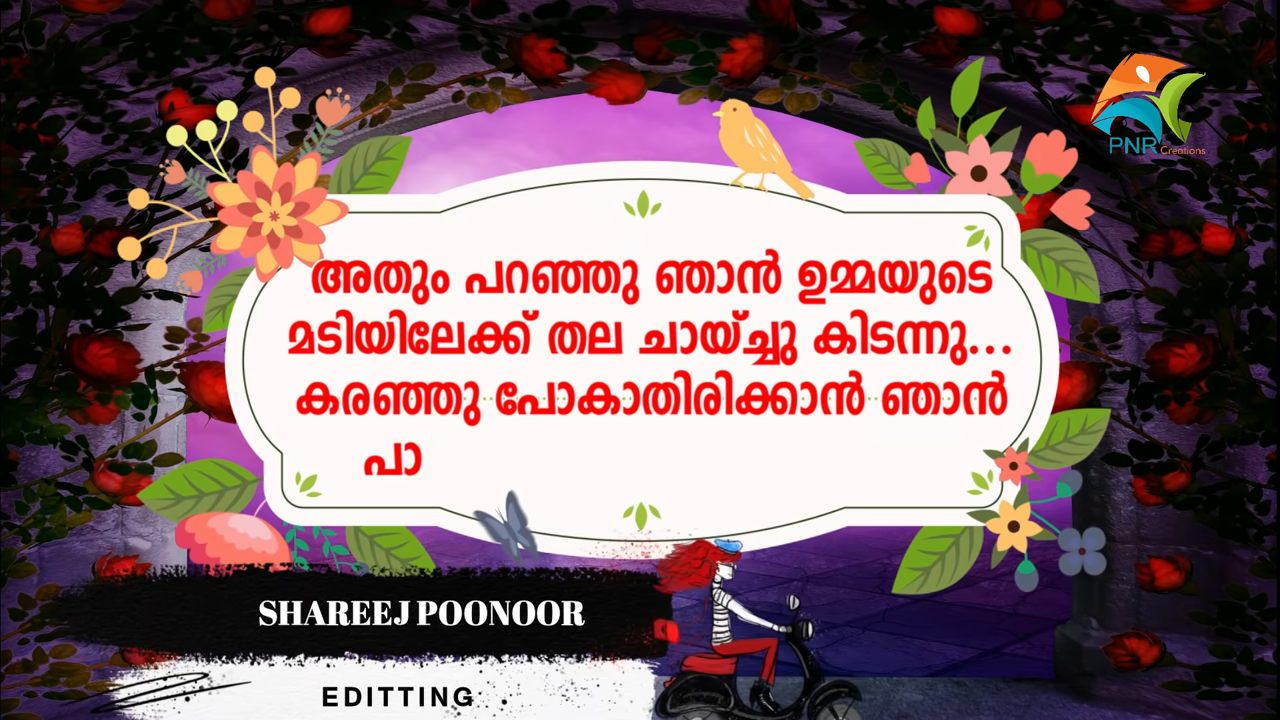 PNR Creations
അതും പറഞ്ഞു ഞാൻ ഉമ്മയുടെ
മടിയിലേക്ക് തല ചായ്ച്ചു കിടന്നു...
കരഞ്ഞു പോകാതിരിക്കാൻ ഞാൻ
പാ
SHAREEJ POONOOR
EDITTING